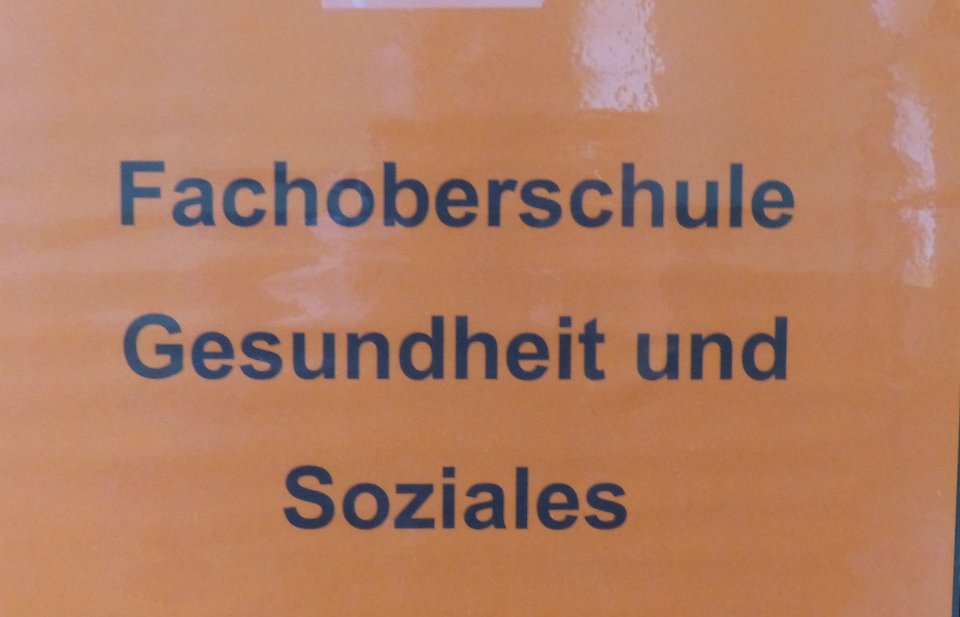 Fachoberschule
Gesundheit und
Soziales